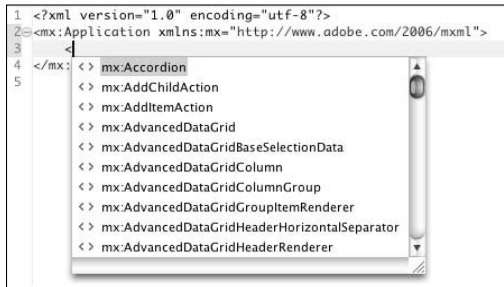 1 <?xml version="1.0" encoding="utf-8"?>
2 <mx:Application xmlns:mx="http://www.adobe.com/2006/mxml">
3 <
4 </mx:
5
<> mx:Accordion
<> mx:AddChildAction
<> mx:AddItemAction
<> mx:AdvancedDataGrid
<> mx:AdvancedDataGridBaseSelectionData
<> mx:AdvancedDataGridColumn
<> mx:AdvancedDataGridColumnGroup
<> mx:AdvancedDataGridGroupItemRenderer
<> mx:AdvancedDataGridHeaderHorizontalSeparator
<> mx:AdvancedDataGridHeaderRenderer